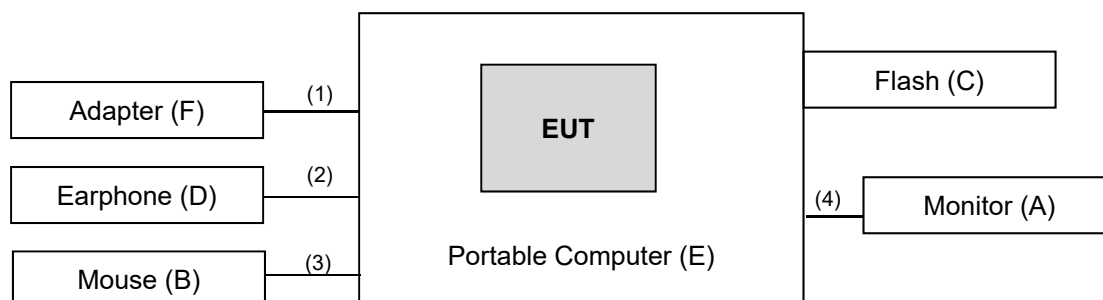 Adapter (F)
(1)
Earphone (D)
(2)
Mouse (B)
(3)
EUT
Portable Computer (E)
Flash (C)
(4)
Monitor (A)